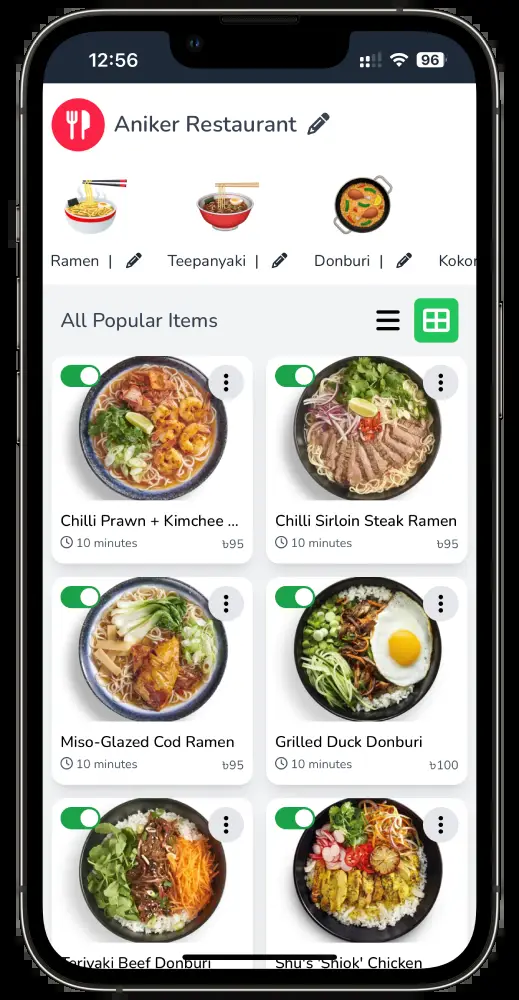 12:56
96
Aniker Restaurant
Ramen | Teepanyaki | Donburi | Kokor
All Popular Items
Chilli Prawn + Kimchee ... Chilli Sirloin Steak Ramen
10 minutes ৳95 10 minutes ৳95
Miso-Glazed Cod Ramen Grilled Duck Donburi
10 minutes ৳95 10 minutes ৳100
Teriyaki Beef Donburi Shu's 'Shiok' Chicken